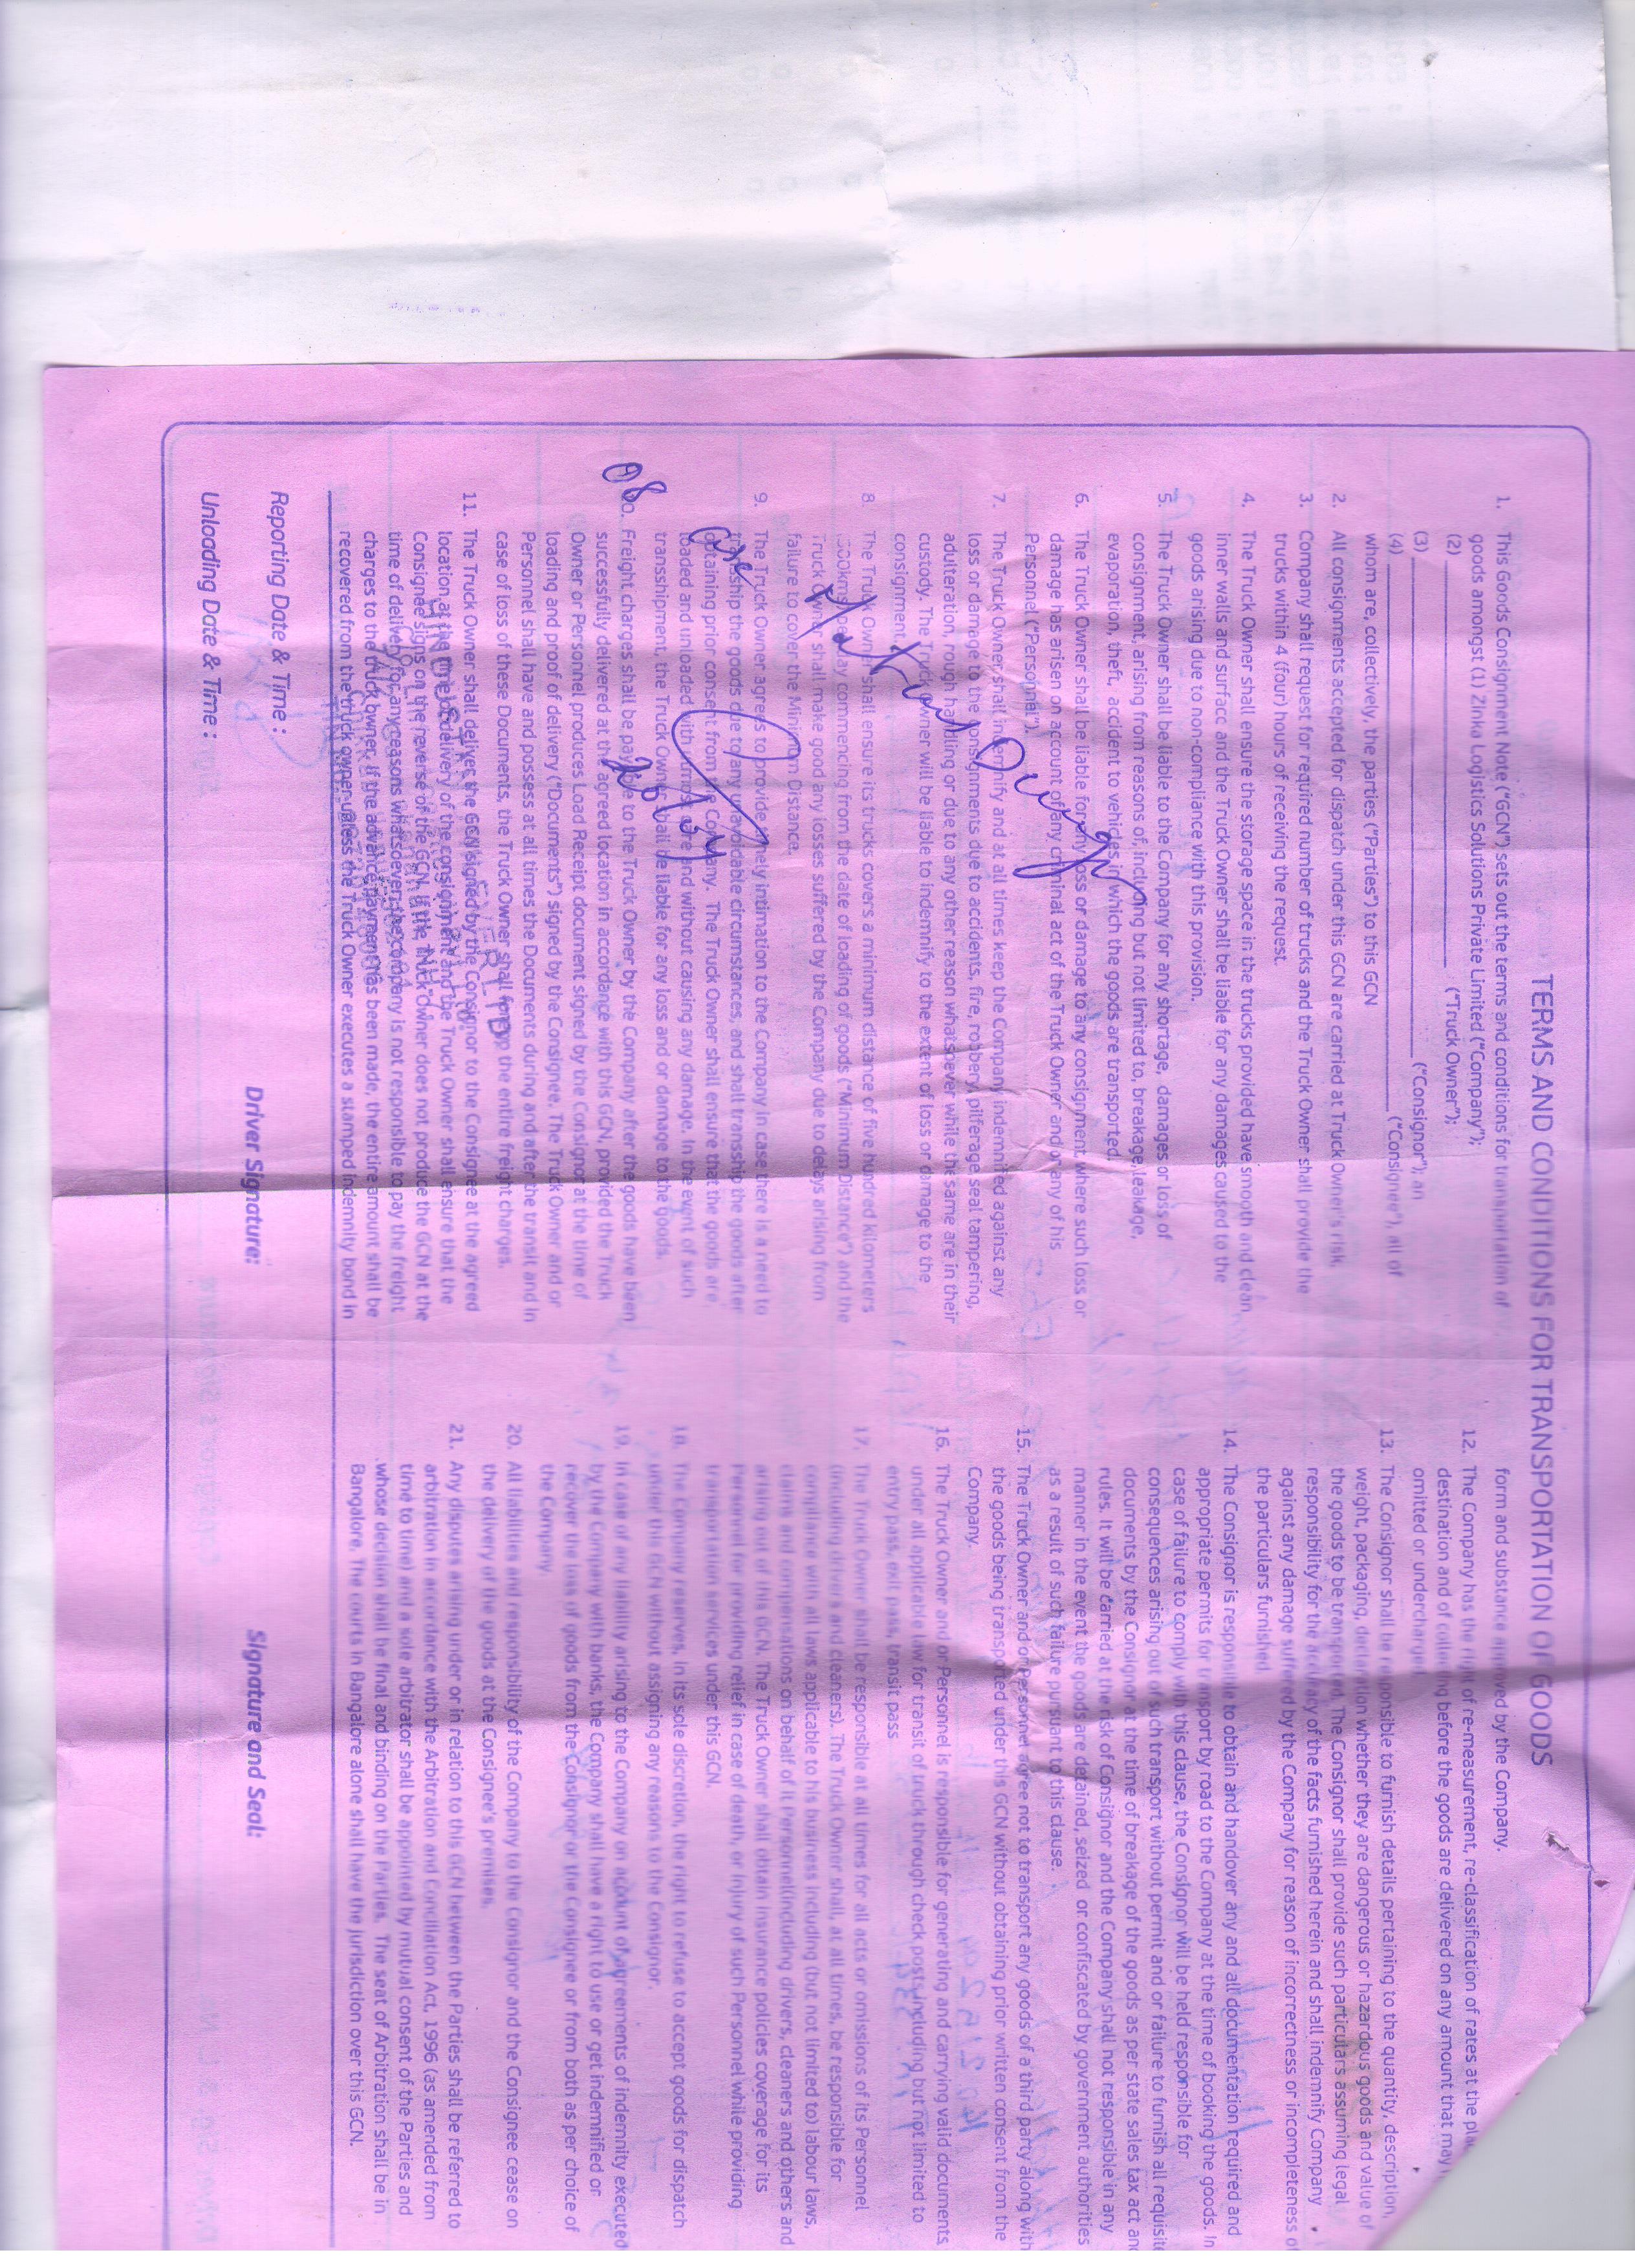 TERMS AND CONDITIONS FOR TRANSPORTATION OF GOODS
1. This Goods Consignment Note ("GCN") sets out the terms and conditions for transportation of
goods amongst (1) Zinka Logistics Solutions Private Limited ("Company");
(2) ("Truck Owner");
(3) ("Consignor"); an
(4) ("Consignee"), all of
whom are, collectively, the parties ("Parties") to this GCN
2. All consignments accepted for dispatch under this GCN are carried at Truck Owner's risk.
3. Company shall request for required number of trucks and the Truck Owner shall provide the
trucks within 4 (four) hours of receiving the request.
4. The Truck Owner shall ensure the storage space in the trucks provided have smooth and clean
inner walls and surface and the Truck Owner shall be liable for any damages caused to the
goods arising due to non-compliance with this provision.
5. The Truck Owner shall be liable to the Company for any shortage, damages or loss of
consignment, arising from reasons of, including but not limited to, breakage, leakage,
evaporation, theft, accident to vehicles in which the goods are transported.
6. The Truck Owner shall be liable for any loss or damage to any consignment, where such loss or
damage has arisen on account of any criminal act of the Truck Owner and/or any of his
Personnel ("Personnel").
7. The Truck Owner shall indemnify and at all times keep the Company indemnified against any
loss or damage to the consignments due to accidents, fire, robbery, pilferage, seal tampering,
adulteration, rough handling or due to any other reason whatsoever while the same are in their
custody. The Truck Owner will be liable to indemnify to the extent of loss or damage to the
consignment.
8. The Truck Owner shall ensure its trucks covers a minimum distance of five hundred kilometers
per day commencing from the date of loading of goods ("Minimum Distance") and the
Truck Owner shall make good any losses suffered by the Company due to delays arising from
failure to cover the Minimum Distance.
9. The Truck Owner agrees to provide timely intimation to the Company in case there is a need to
tranship the goods due to any avoidable circumstances, and shall transship the goods after
obtaining prior consent from the Company. The Truck Owner shall ensure that the goods are
loaded and unloaded with care and without causing any damage. In the event of such
transshipment, the Truck Owner shall be liable for any loss and or damage to the goods.
08
0. Freight charges shall be payable to the Truck Owner by the Company after the goods have been
successfully delivered at the agreed location in accordance with this GCN, provided the Truck
Owner or Personnel produces Load Receipt document signed by the Consignor at the time of
loading and proof of delivery ("Documents") signed by the Consignee. The Truck Owner and or
Personnel shall have and possess at all times the Documents during and after the transit and in
case of loss of these Documents, the Truck Owner shall the entire freight charges.
11. The Truck Owner shall deliver the GCN signed by the Consignor to the Consignee at the agreed
location at the time of delivery of the consignment and the Truck Owner shall ensure that the
Consignee signs on the reverse of the GCN. If the Truck Owner does not produce the GCN at the
time of delivery for any reasons whatsoever, the company is not responsible to pay the freight
charges to the truck owner. If the advance payment has been made, the entire amount shall be
recovered from the truck owner unless the Truck Owner executes a stamped indemnity bond in
form and substance approved by the Company.
12. The Company has the right of re-measurement, re-classification of rates at the
destination and of collecting before the goods are delivered on any amount that may
omitted or undercharged.
13. The Consignor shall be responsible to furnish details pertaining to the quantity, description,
weight, packaging, declaration whether they are dangerous or hazardous goods and value of
the goods to be transported. The Consignor shall provide such particulars assuming legal
responsibility for the accuracy of the facts furnished herein and shall indemnify Company
against any damage suffered by the Company for reason of incorrectness or incompleteness of
the particulars furnished
14. The Consignor is responsible to obtain and handover any and all documentation required and
appropriate permits for transport by road to the Company at the time of booking the goods. In
case of failure to comply with this clause, the Consignor will be held responsible for
consequences arising out of such transport without permit and or failure to furnish all requisite
documents by the Consignor at the time of breakage of the goods as per state sales tax act and
rules. It will be carried at the risk of Consignor and the Company shall not responsible in any
manner in the event the goods are detained, seized or confiscated by government authorities
as a result of such failure pursuant to this clause.
15. The Truck Owner and or Personnel agree not to transport any goods of a third party along with
the goods being transported under this GCN without obtaining prior written consent from the
Company.
16. The Truck Owner and or Personnel is responsible for generating and carrying valid documents
under all applicable law for transit of truck through check posts including but not limited to
entry pass, exit pass, transit pass
17. The Truck Owner shall be responsible at all times for all acts or omissions of its Personnel
(including drivers and cleaners). The Truck Owner shall, at all times, be responsible for
compliance with all laws applicable to his business including (but not limited to) labour laws,
claims and compensations on behalf of it Personnel(including drivers, cleaners and others and
arising out of this GCN. The Truck Owner shall obtain insurance policies coverage for its
Personnel or providing relief in case of death, or injury of such Personnel while providing
transportation services under this GCN.
18. The Company reserves, in its sole discretion, the right to refuse to accept goods for dispatch
under this GCN without assigning any reasons to the Consignor.
19. In case of any liability arising to the Company on account of agreements of indemnity executed
by the Company with banks, the Company shall have a right to use or get indemnified or
recover the loss of goods from the Consignor or the Consignee or from both as per choice of
the Company
20. All liabilities and responsibility of the Company to the Consignor and the Consignee cease on
the delivery of the goods at the Consignee's premises.
21. Any disputes arising under or in relation to this GCN between the Parties shall be referred to
arbitration in accordance with the Arbitration and Conciliation Act, 1996 (as amended from
time to time) and a sole arbitrator shall be appointed by mutual consent of the Parties and
whose decision shall be final and binding on the Parties. The seat of Arbitration shall be in
Bangalore. The courts in Bangalore alone shall have the jurisdiction over this GCN.
Reporting Date & Time :
Unloading Date & Time :
Driver Signature:
Signature and Seal: